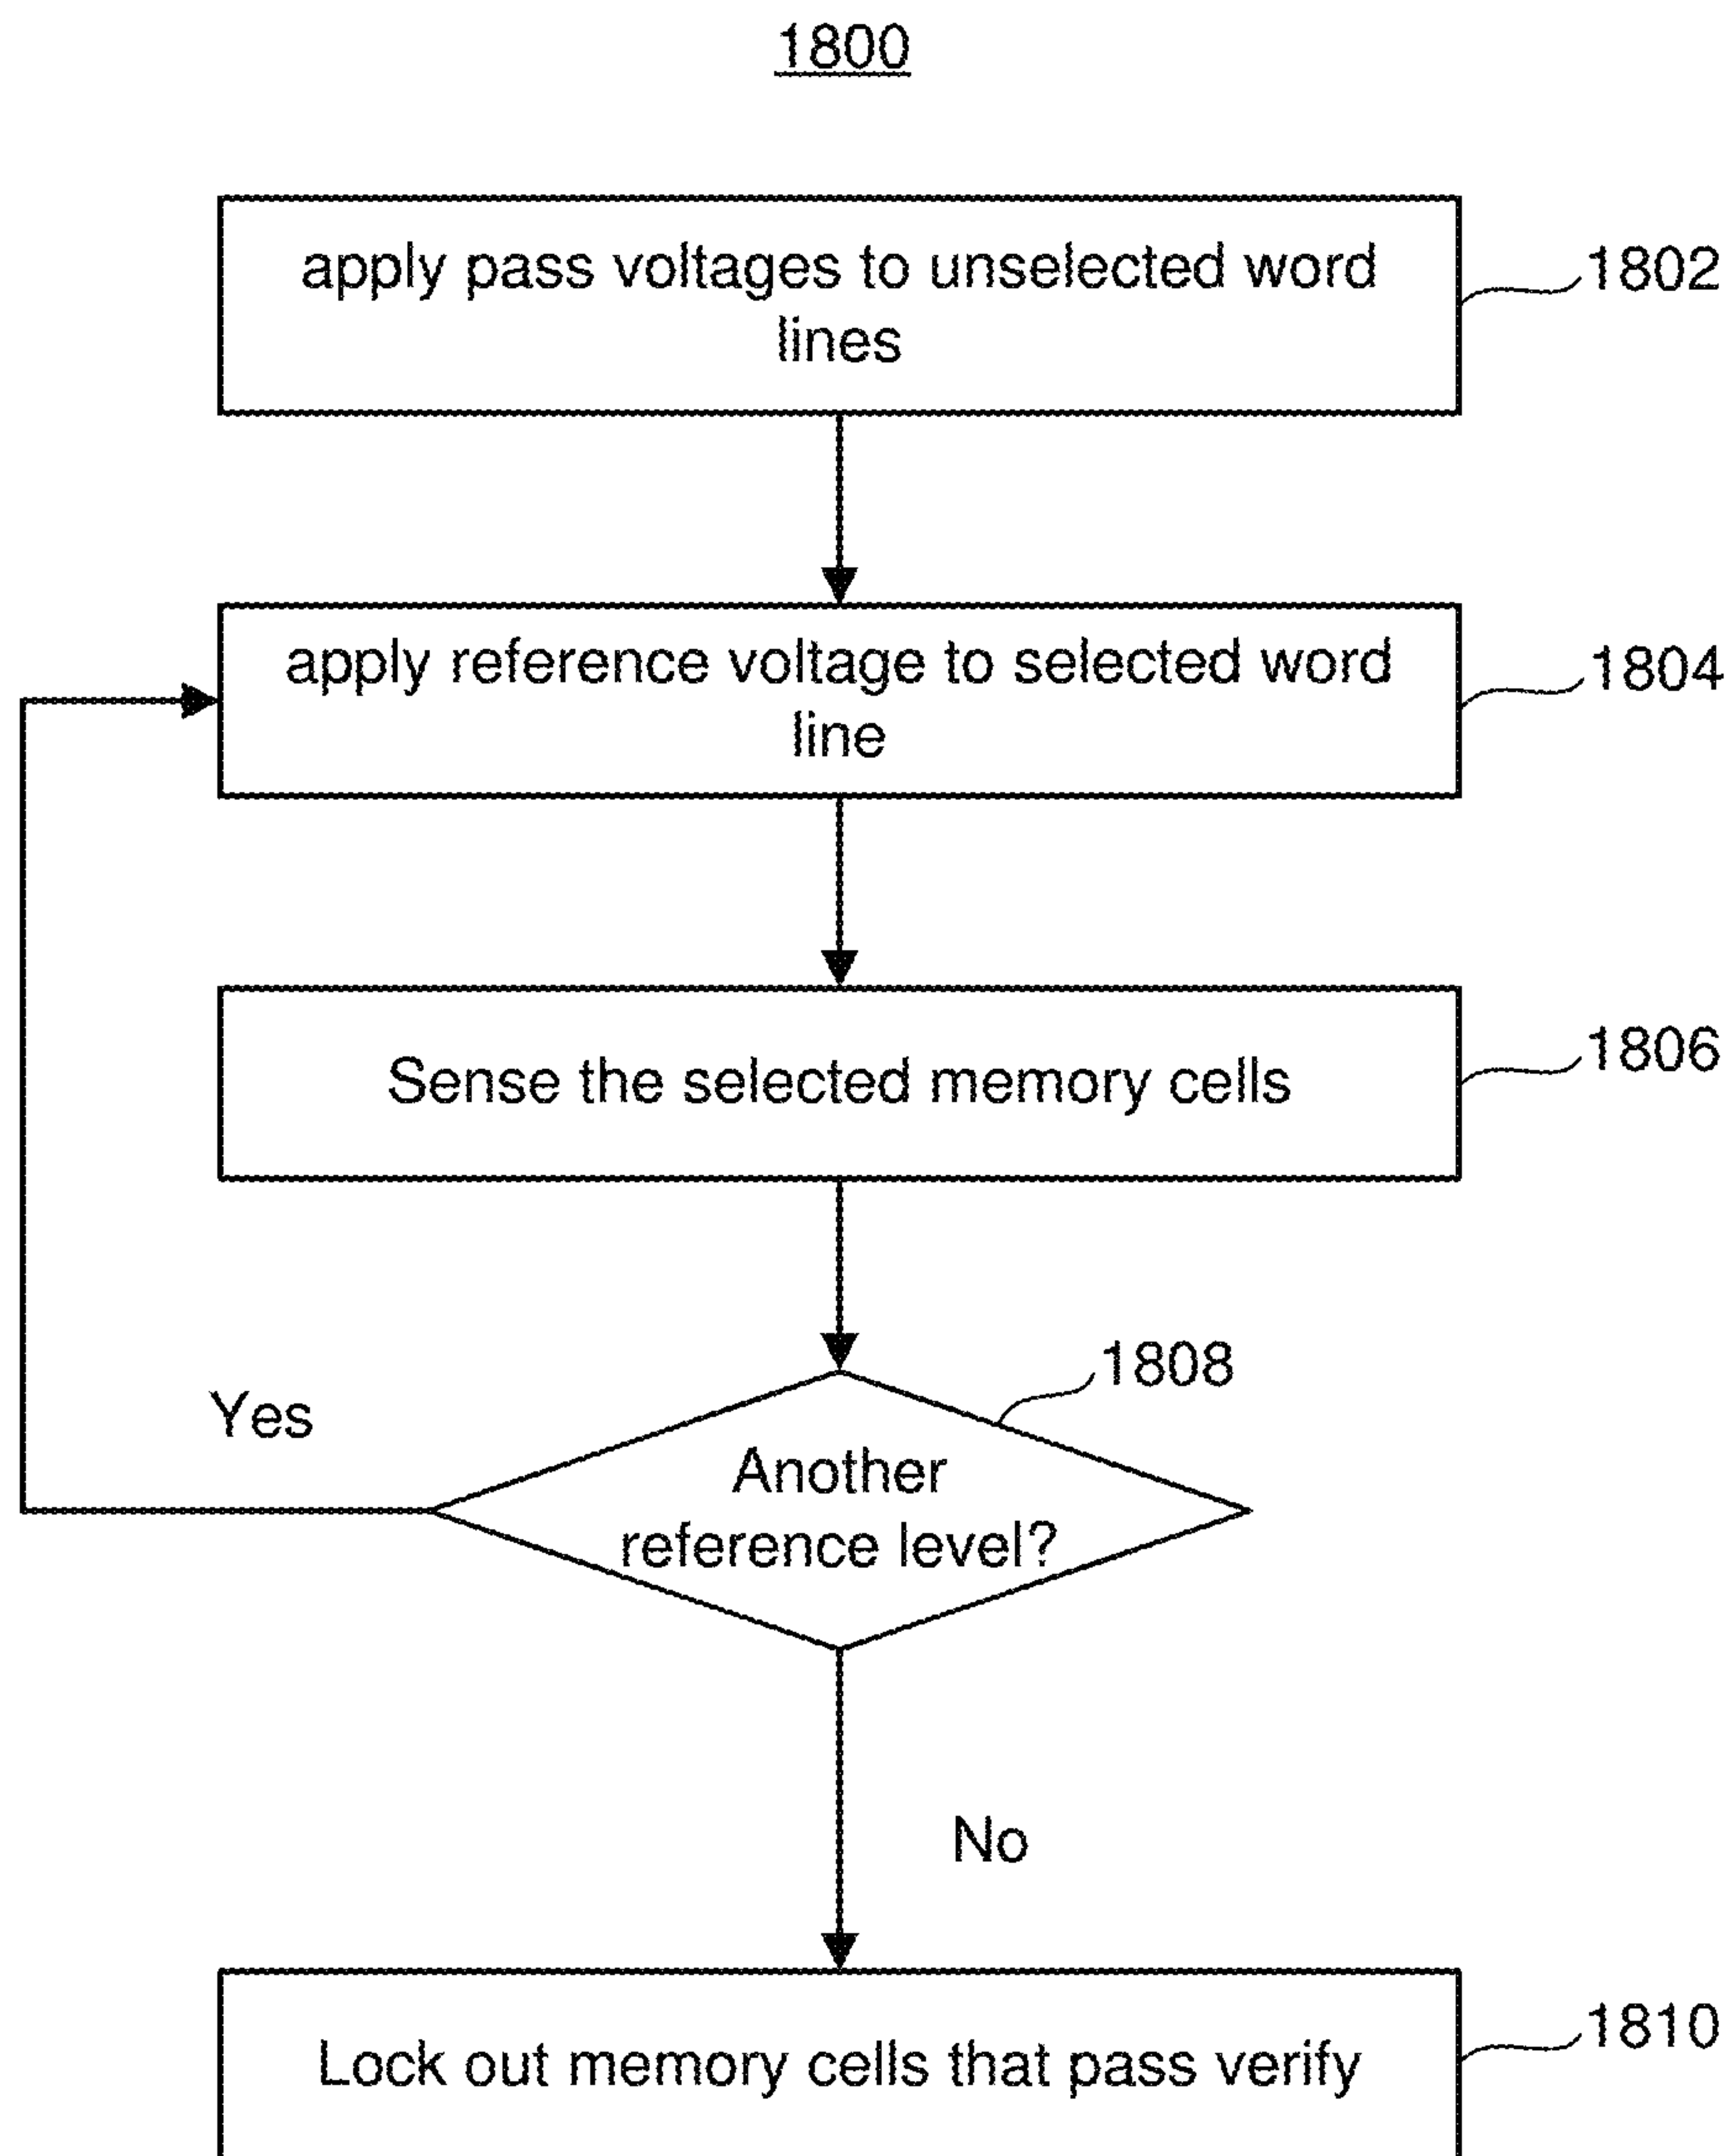 1800
apply pass voltages to unselected word
lines
1802
apply reference voltage to selected word
line
1804
Sense the selected memory cells
1806
1808
Yes
Another
reference level?
No
Lock out memory cells that pass verify
1810